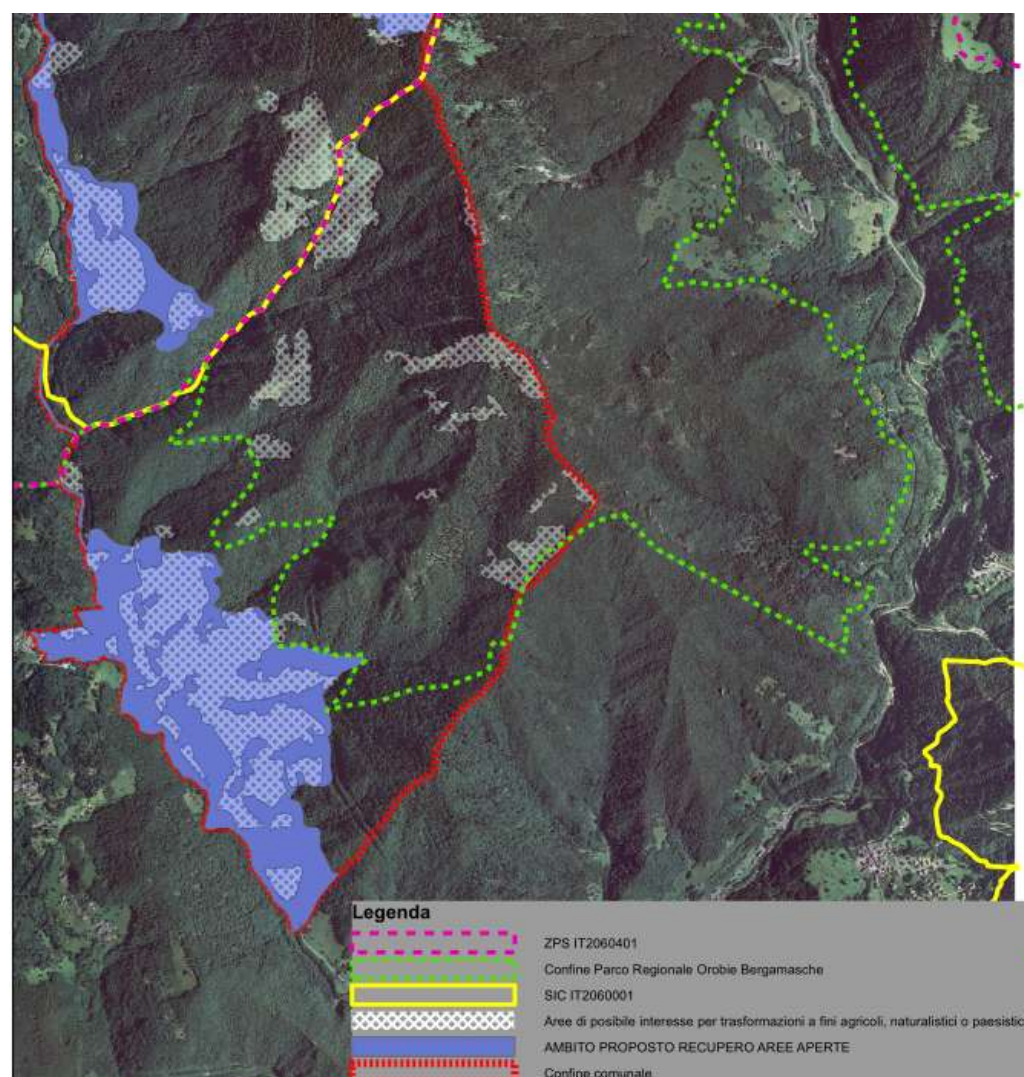 Legenda
ZPS IT2060401
Confine Parco Regionale Orobie Bergamasche
SIC IT2060001
Aree di posibile interesse per trasformazioni a fini agricoli, naturalistici o paesistic
AMBITO PROPOSTO RECUPERO AREE APERTE
Confine comunale